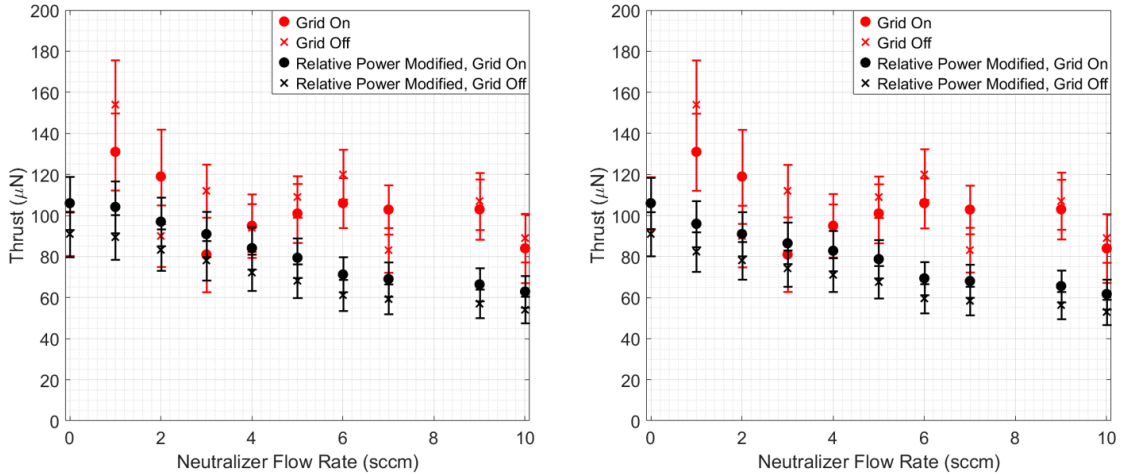 200
180
160
140
120
100
80
60
40
20
0
Thrust (μN)
0 2 4 6 8 10
Neutralizer Flow Rate (sccm)
Grid On
Grid Off
Relative Power Modified, Grid On
Relative Power Modified, Grid Off
200
180
160
140
120
100
80
60
40
20
0
Thrust (μN)
0 2 4 6 8 10
Neutralizer Flow Rate (sccm)
Grid On
Grid Off
Relative Power Modified, Grid On
Relative Power Modified, Grid Off